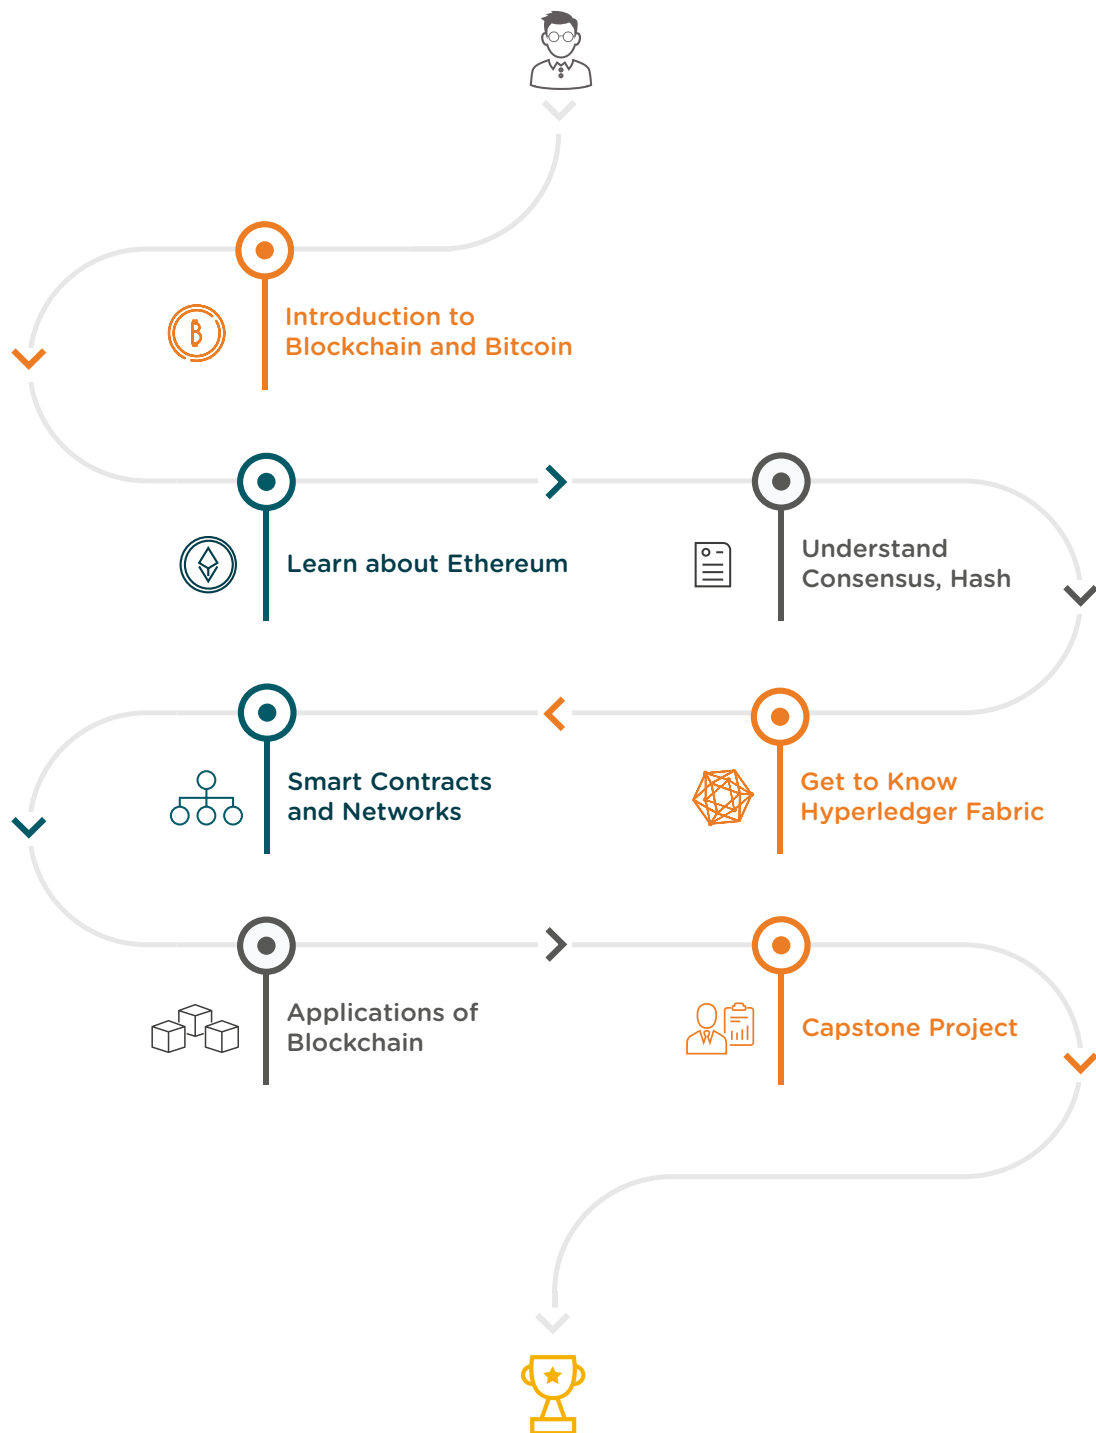 Introduction to
Blockchain and Bitcoin
Learn about Ethereum
Understand
Consensus, Hash
Smart Contracts
and Networks
Get to Know
Hyperledger Fabric
Applications of
Blockchain
Capstone Project